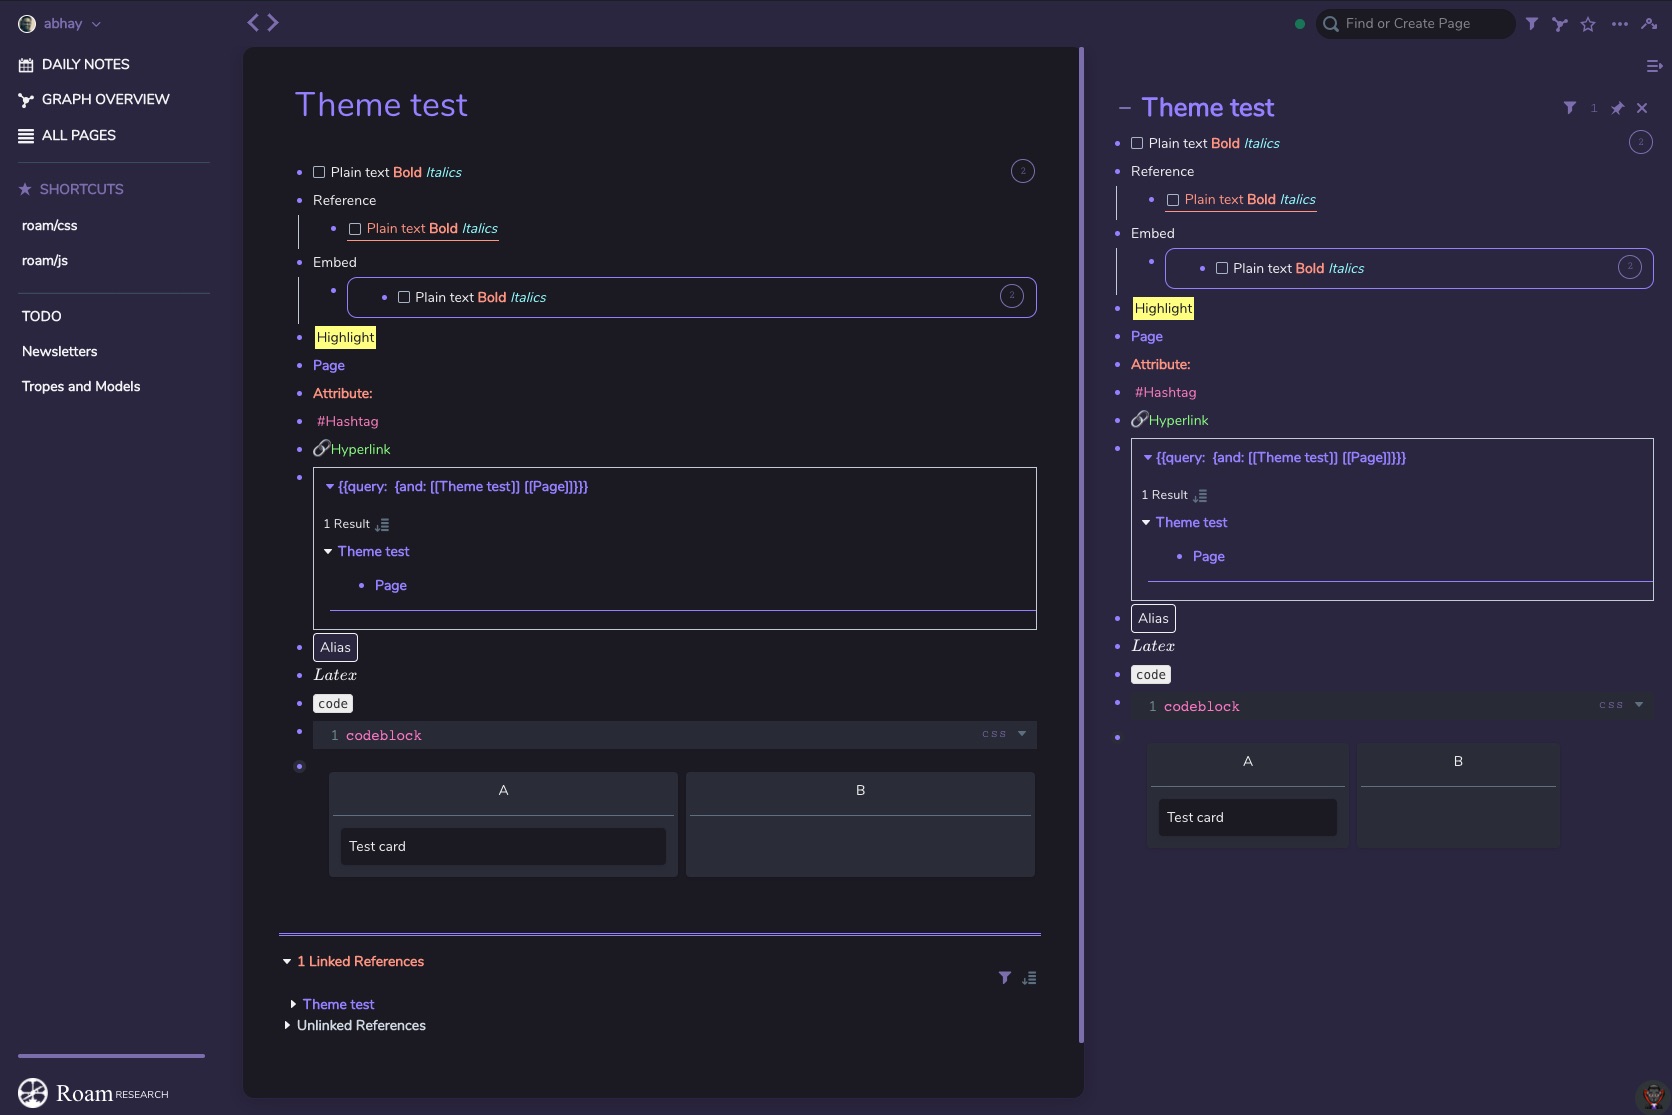 abhay
DAILY NOTES
GRAPH OVERVIEW
ALL PAGES
SHORTCUTS
roam/css
roam/js
TODO
Newsletters
Tropes and Models
Roam RESEARCH
Find or Create Page
Theme test
Plain text Bold Italics
2
Reference
Plain text Bold Italics
Embed
Plain text Bold Italics
2
Highlight
Page
Attribute:
#Hashtag
Hyperlink
{{query: {and: [[Theme test]] [[Page]]}}}
1 Result
Theme test
Page
Alias
Latex
code
1 codeblock
css
A
B
Test card
1 Linked References
Theme test
Unlinked References
Theme test
1
Plain text Bold Italics
2
Reference
Plain text Bold Italics
Embed
Plain text Bold Italics
2
Highlight
Page
Attribute:
#Hashtag
Hyperlink
{{query: {and: [[Theme test]] [[Page]]}}}
1 Result
Theme test
Page
Alias
Latex
code
1 codeblock
css
A
B
Test card